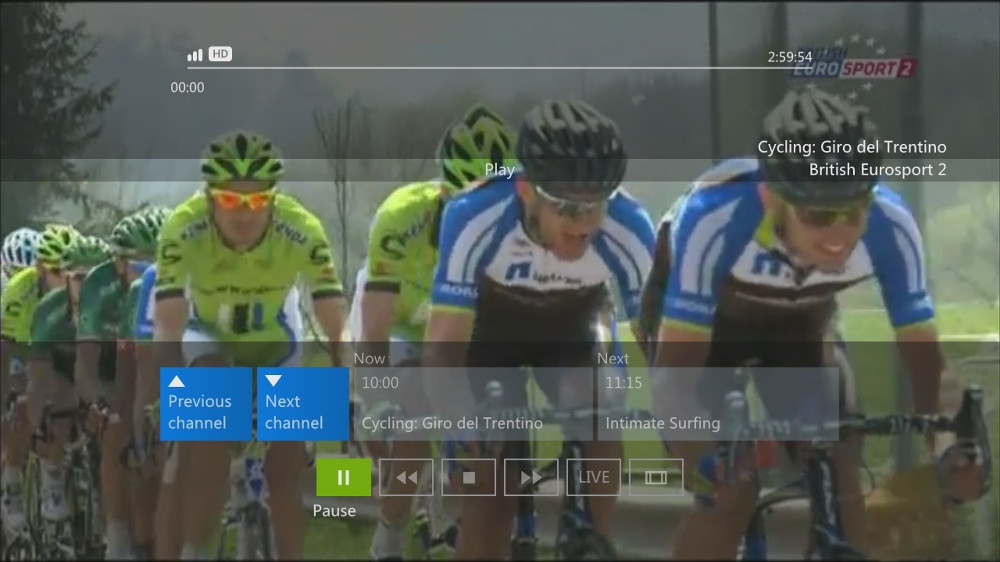 HD
2:59:54
BRITISH
EUROSPORT 2
00:00
Cycling: Giro del Trentino
Play
British Eurosport 2
Now
Next
Previous
channel
Next
channel
10:00
Cycling: Giro del Trentino
11:15
Intimate Surfing
LIVE
Pause